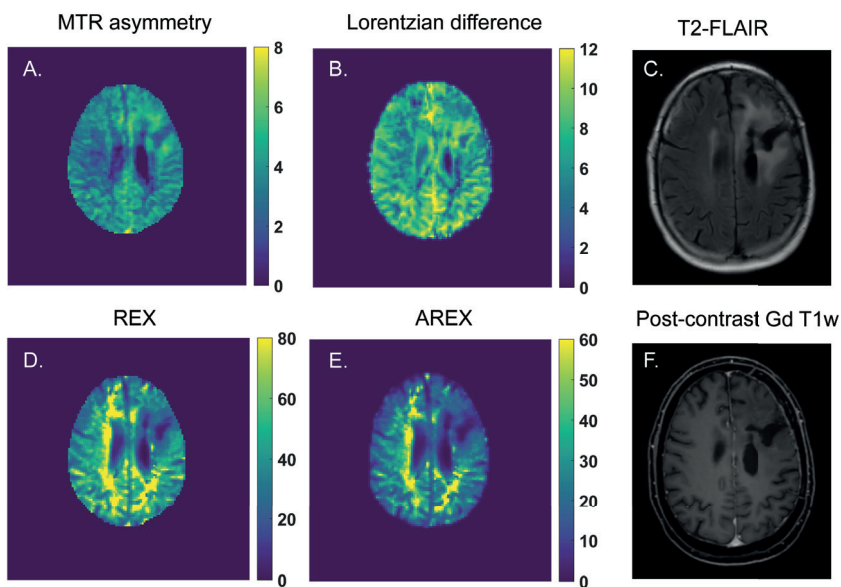 MTR asymmetry
Lorentzian difference
T2-FLAIR
A.
8
6
4
2
0
B.
12
10
8
6
4
2
0
C.
REX
AREX
Post-contrast Gd T1w
D.
80
60
40
20
0
E.
60
50
40
30
20
10
0
F.